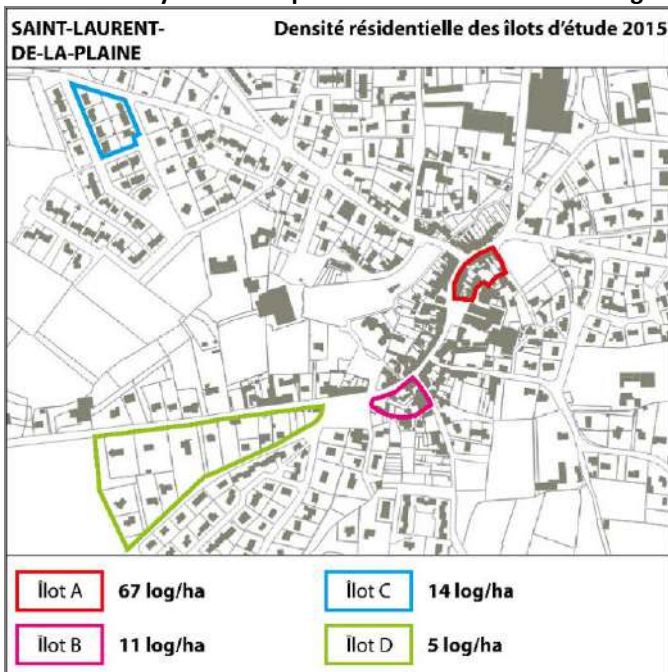 SAINT-LAURENT-
DE-LA-PLAINE
Densité résidentielle des îlots d'étude 2015
Îlot A 67 log/ha
Îlot C 14 log/ha
Îlot B 11 log/ha
Îlot D 5 log/ha